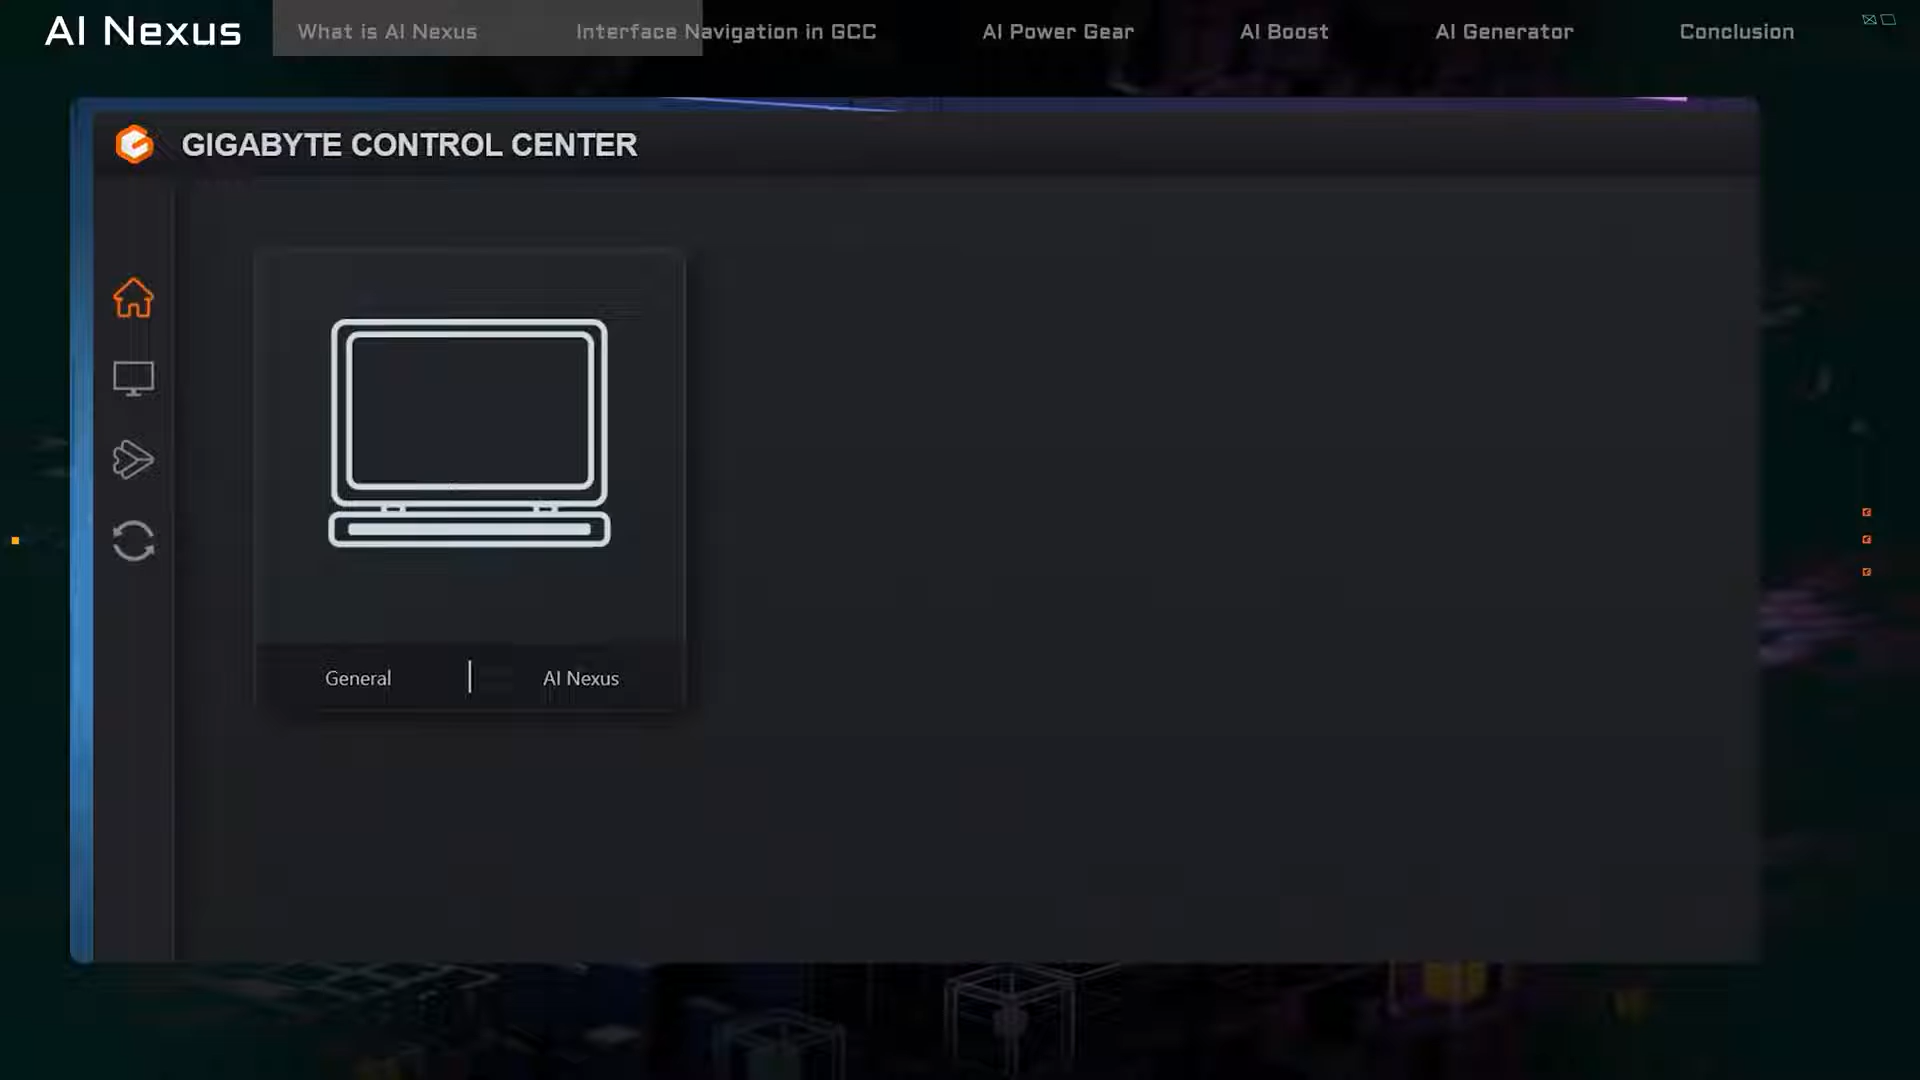 AI Nexus
What is AI Nexus
Interface Navigation in GCC
AI Power Gear
AI Boost
AI Generator
Conclusion
GIGABYTE CONTROL CENTER
General
AI Nexus